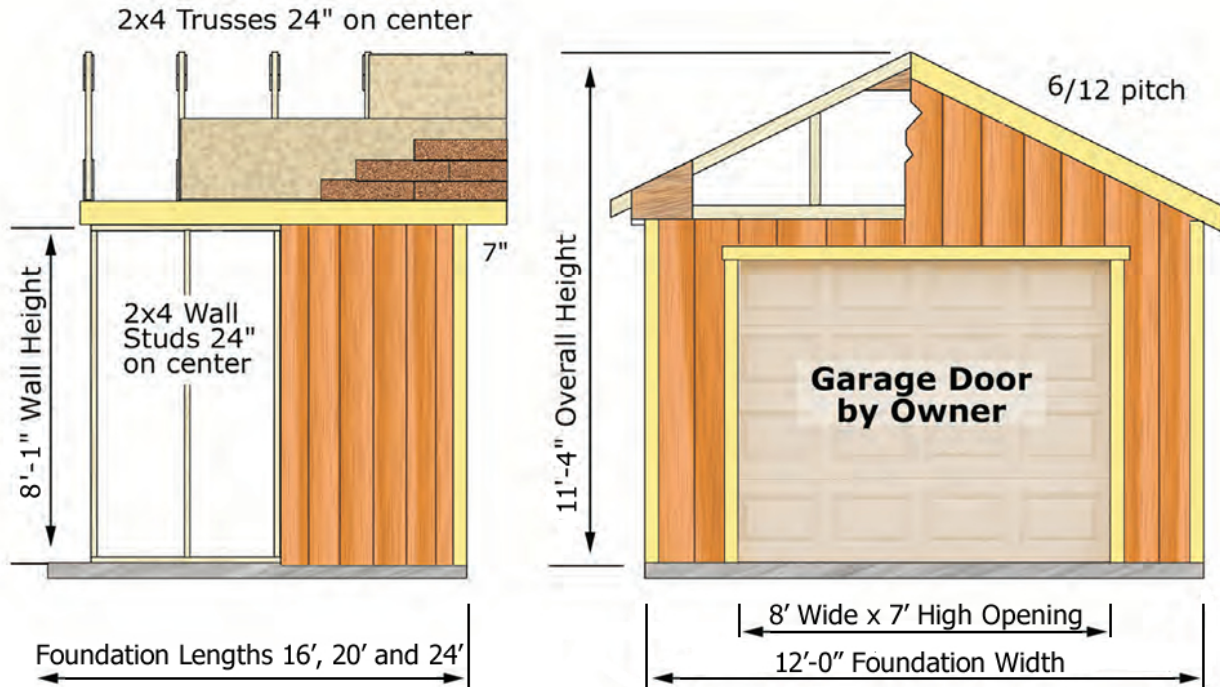 2x4 Trusses 24" on center
6/12 pitch
7"
8'-1" Wall Height
2x4 Wall
Studs 24"
on center
11'-4" Overall Height
Garage Door
by Owner
8’ Wide x 7’ High Opening
Foundation Lengths 16’, 20’ and 24’
12’-0” Foundation Width